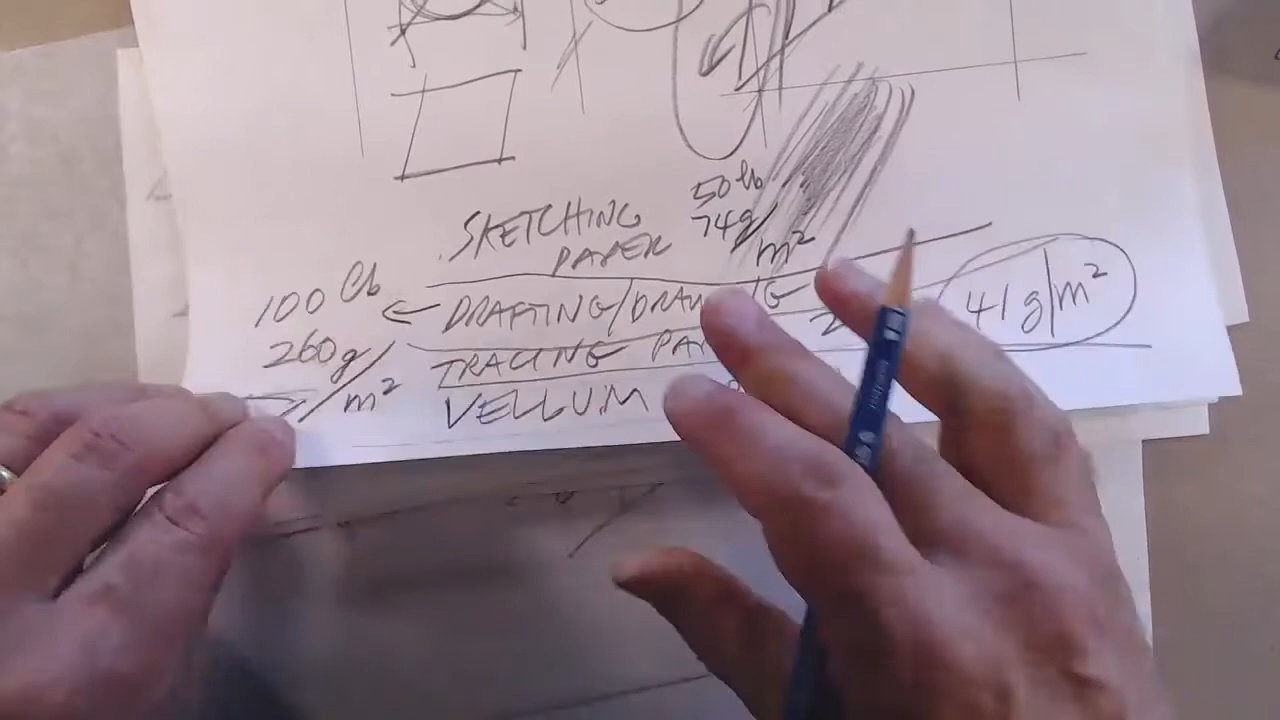 SKETCHING
PAPER
50 lb
74g/
m²
100 lb
260g/
m²
← DRAFTING/DRAW
TRACING PA
41g/m²
VELLUM